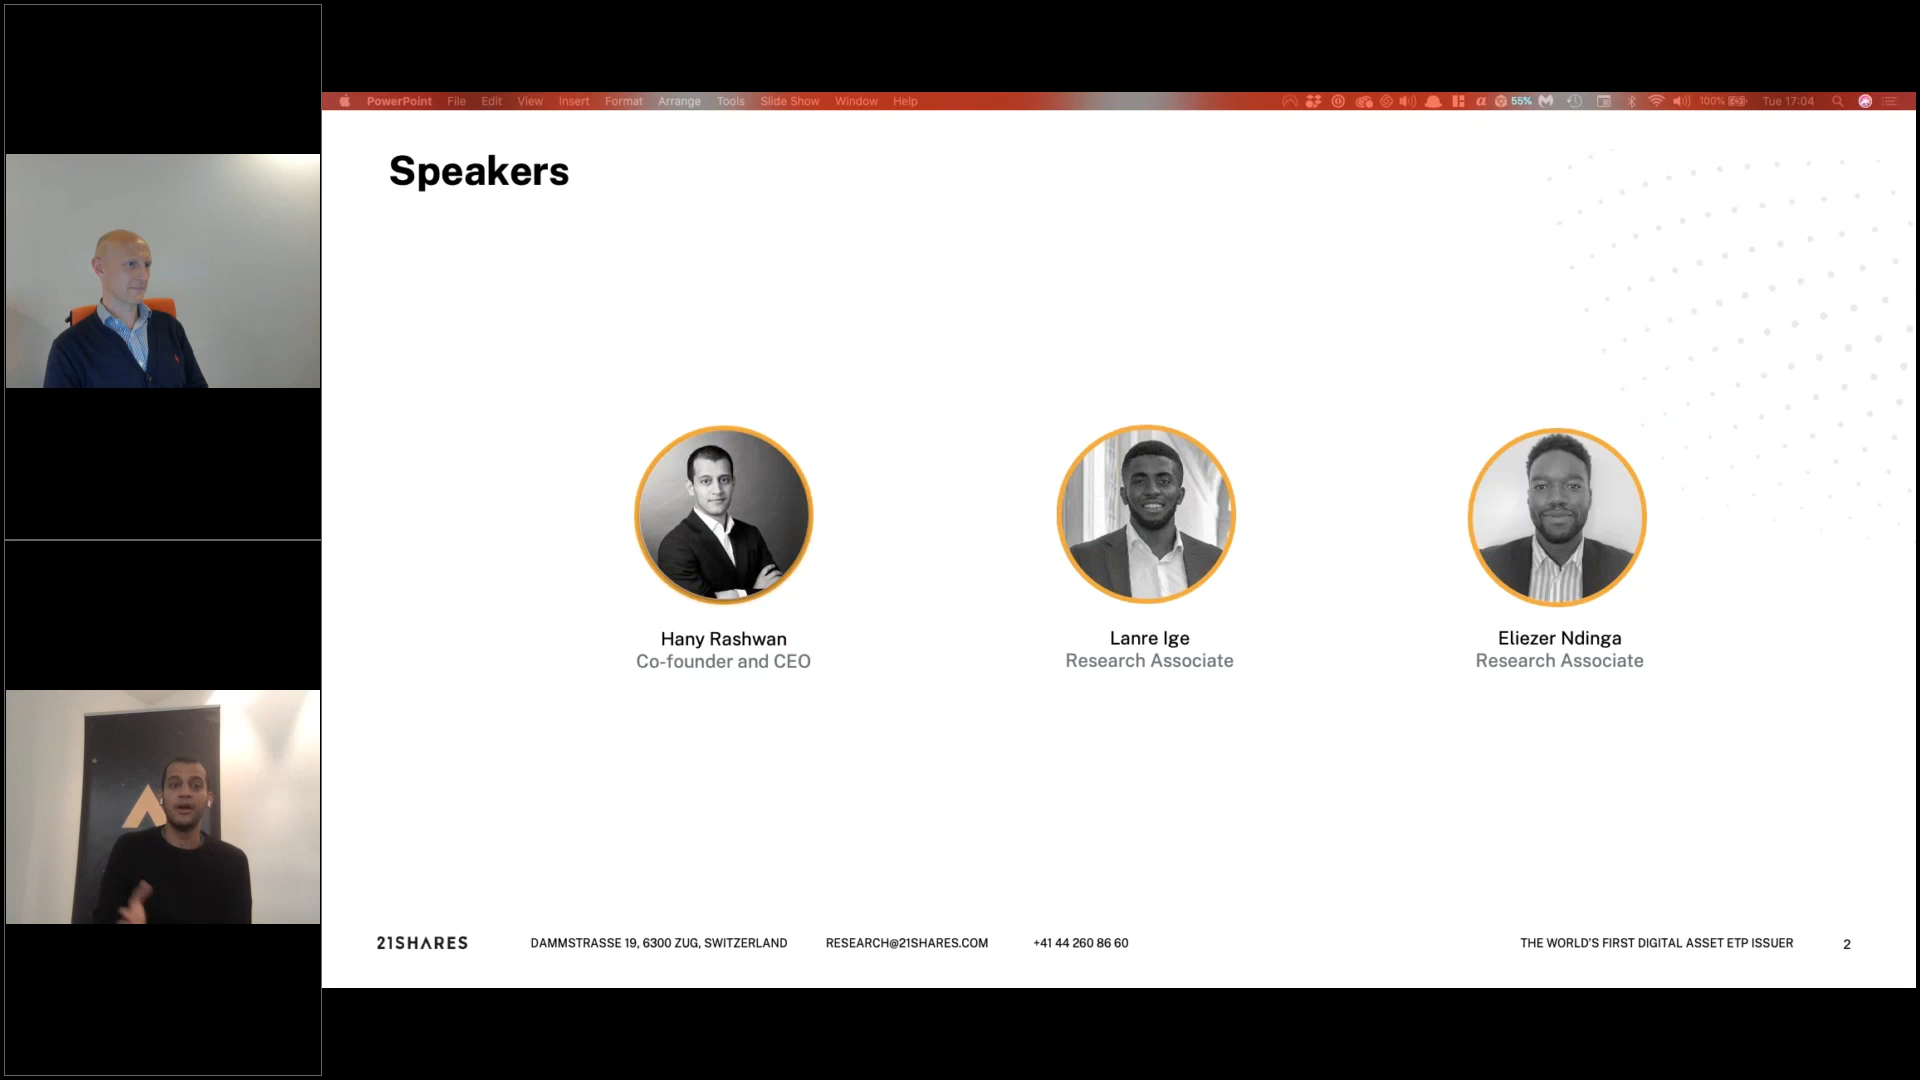 PowerPoint File Edit View Insert Format Arrange Tools Slide Show Window Help 55% 100% Tue 17:04
Speakers
Hany Rashwan
Co-founder and CEO
Lanre Ige
Research Associate
Eliezer Ndinga
Research Associate
21SHARES DAMMSTRASSE 19, 6300 ZUG, SWITZERLAND RESEARCH@21SHARES.COM +41 44 260 86 60 THE WORLD'S FIRST DIGITAL ASSET ETP ISSUER 2